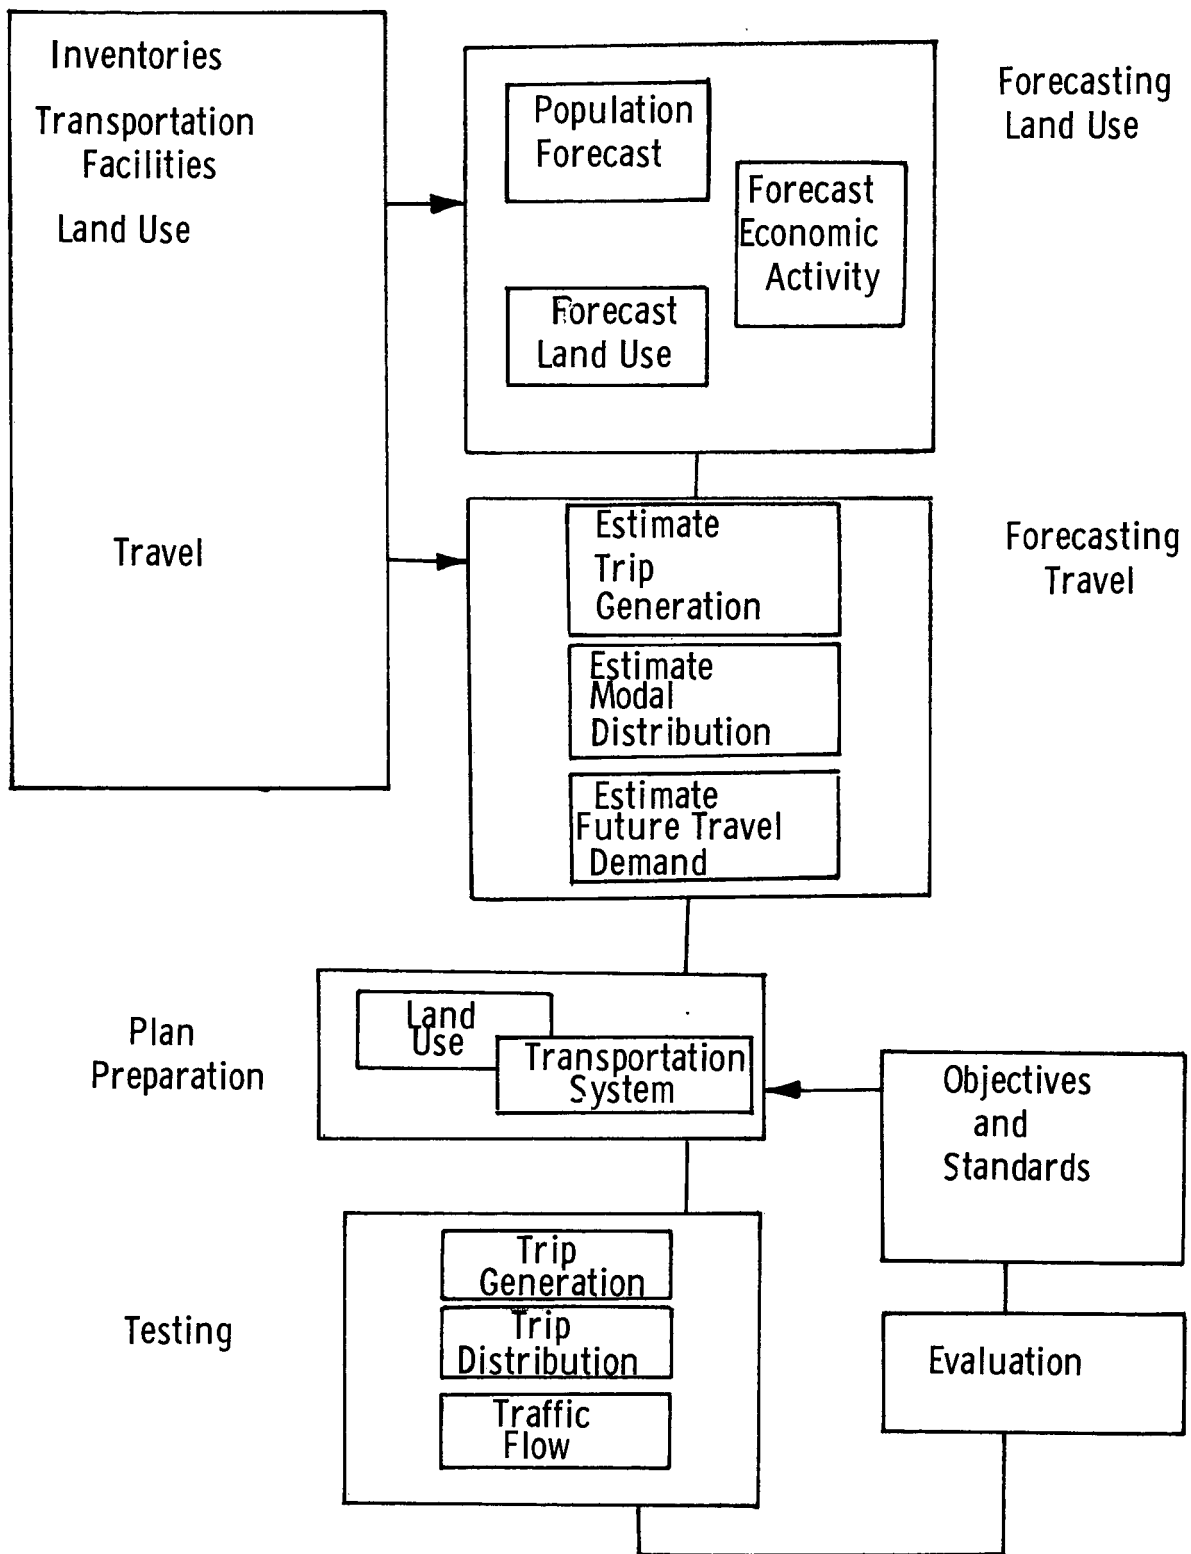 Inventories
Transportation
Facilities
Land Use
Travel
Population
Forecast
Forecast
Economic
Activity
Forecast
Land Use
Forecasting
Land Use
Estimate
Trip
Generation
Estimate
Modal
Distribution
Estimate
Future Travel
Demand
Forecasting
Travel
Plan
Preparation
Land
Use
Transportation
System
Objectives
and
Standards
Testing
Trip
Generation
Trip
Distribution
Traffic
Flow
Evaluation